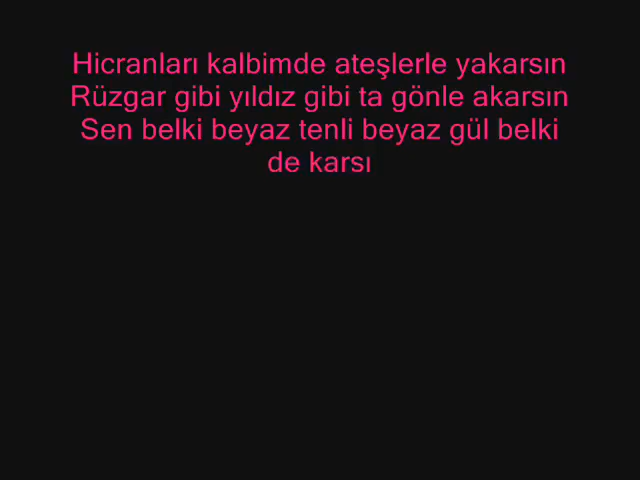 Hicranları kalbimde ateşlerle yakarsın
Rüzgar gibi yıldız gibi ta gönle akarsın
Sen belki beyaz tenli beyaz gül belki
de karsı